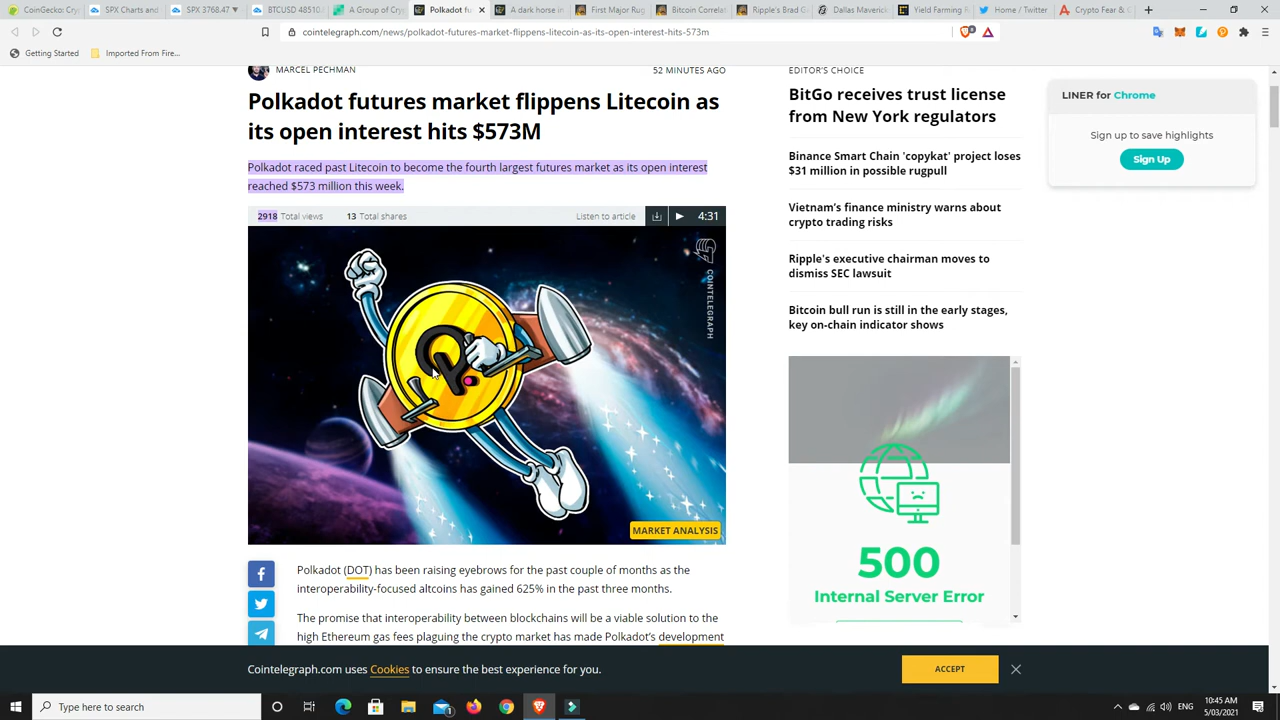 CoinGecko Cryp
SPX Charts and
SPX 3768.47 ▼
BTCUSD 48510.
A Group of Cry
Polkadot fu
A dark horse in
First Major Rug
Bitcoin Correlat
Ripple's Brad G
Dallas Maverick
Yield Farming R
Home / Twitter
Crypto Fear & G
cointelegraph.com/news/polkadot-futures-market-flippens-litecoin-as-its-open-interest-hits-573m
Getting Started
Imported From Fire...
MARCEL PECHMAN
52 MINUTES AGO
Polkadot futures market flippens Litecoin as
its open interest hits $573M
Polkadot raced past Litecoin to become the fourth largest futures market as its open interest
reached $573 million this week.
2918 Total views
13 Total shares
Listen to article
4:31
COINTELEGRAPH
MARKET ANALYSIS
Polkadot (DOT) has been raising eyebrows for the past couple of months as the
interoperability-focused altcoins has gained 625% in the past three months.
The promise that interoperability between blockchains will be a viable solution to the
high Ethereum gas fees plaguing the crypto market has made Polkadot's development
EDITOR'S CHOICE
BitGo receives trust license
from New York regulators
Binance Smart Chain 'copykat' project loses
$31 million in possible rugpull
Vietnam's finance ministry warns about
crypto trading risks
Ripple's executive chairman moves to
dismiss SEC lawsuit
Bitcoin bull run is still in the early stages,
key on-chain indicator shows
500
Internal Server Error
LINER for Chrome
Sign up to save highlights
Sign Up
Cointelegraph.com uses Cookies to ensure the best experience for you.
ACCEPT
Type here to search
ENG
10:45 AM
5/03/2021